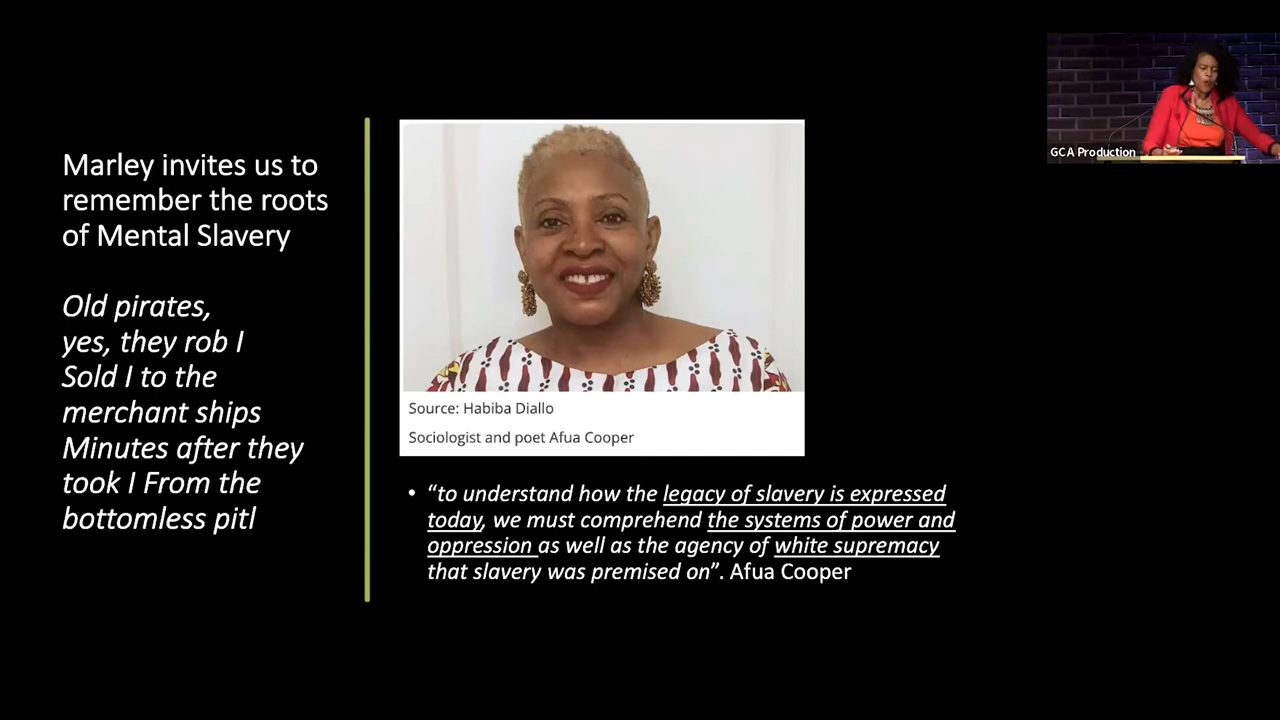 Marley invites us to
remember the roots
of Mental Slavery
Old pirates,
yes, they rob I
Sold I to the
merchant ships
Minutes after they
took I From the
bottomless pitl
Source: Habiba Diallo
Sociologist and poet Afua Cooper
• “to understand how the legacy of slavery is expressed
today, we must comprehend the systems of power and
oppression as well as the agency of white supremacy
that slavery was premised on”. Afua Cooper
GCA Production